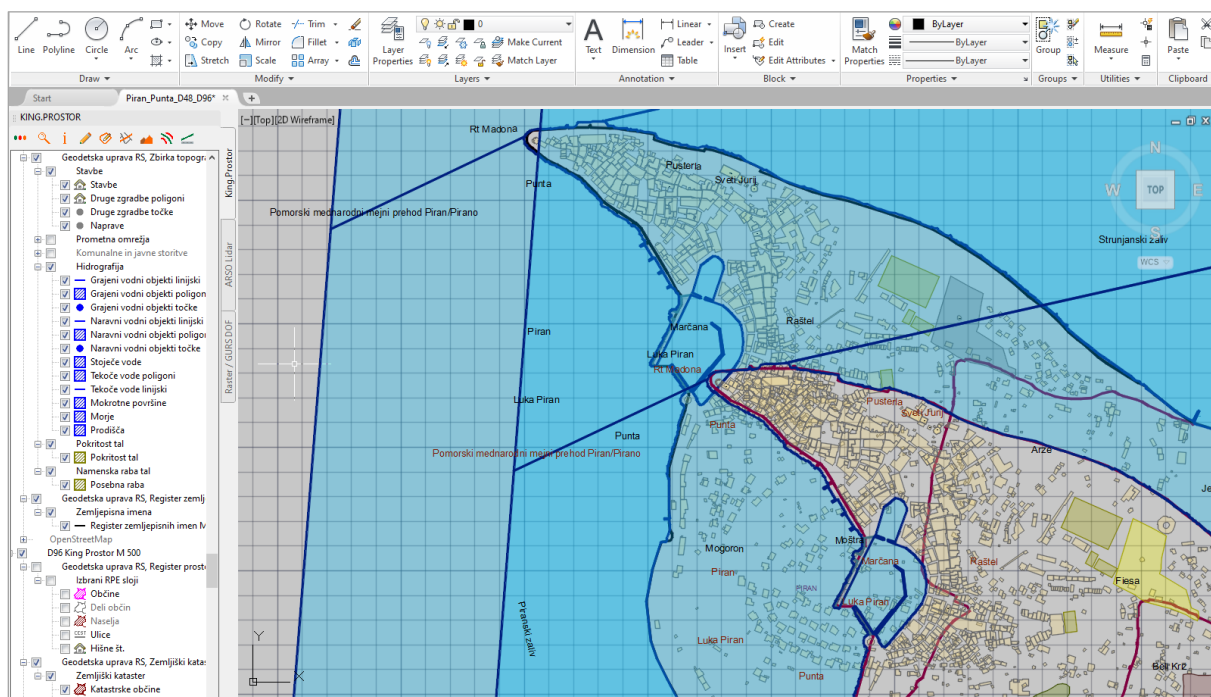 Line Polyline Circle Arc
Move Rotate Trim
Copy Mirror Fillet
Stretch Scale Array
Layer Properties
0
Make Current
Match Layer
Text Dimension
Linear
Leader
Table
Insert
Create
Edit
Edit Attributes
Match Properties
ByLayer
ByLayer
ByLayer
Group
Measure
Paste
Draw Modify Layers Annotation Block Properties Groups Utilities Clipboard
Start Piran_Punta_D48_D96*
KING.PROSTOR
King.Prostor
ARSO Lidar
Raster / GURS DOF
Geodetska uprava RS, Zbirka topogra
Stavbe
Stavbe
Druge zgradbe poligoni
Druge zgradbe točke
Naprave
Prometna omrežja
Komunalne in javne storitve
Hidrografija
Grajeni vodni objekti linijski
Grajeni vodni objekti poligon
Grajeni vodni objekti točke
Naravni vodni objekti linijski
Naravni vodni objekti poligo
Naravni vodni objekti točke
Stoječe vode
Tekoče vode poligoni
Tekoče vode linijski
Mokrotne površine
Morje
Prodišča
Pokritost tal
Pokritost tal
Namenska raba tal
Posebna raba
Geodetska uprava RS, Register zemlj
Zemljepisna imena
Register zemljepisnih imen M
OpenStreetMap
D96 King Prostor M 500
Geodetska uprava RS, Register prosto
Izbrani RPE sloji
Občine
Deli občin
Naselja
Ulice
Hišne št.
Geodetska uprava RS, Zemljiški katas
Zemljiški kataster
Katastrske občine
[−][Top][2D Wireframe]
Rt Madona
Pusteria
Punta
Sveti Jurij
Pomorski mednarodni mejni prehod Piran/Pirano
N
W TOP E
S
WCS
Strunjanski zaliv
Piran
Marčana
Raštel
Luka Piran
Rt Madona
Luka Piran
Pusteria
Sveti Jurij
Punta
Punta
Pomorski mednarodni mejni prehod Piran/Pirano
Arze
Je
Mogoron
Moštra
Marčana
Raštel
Piran
PIRAN
Fiesa
Luka Piran
Piranski zaliv
Luka Piran
Beli Križ
Punta
Y
X